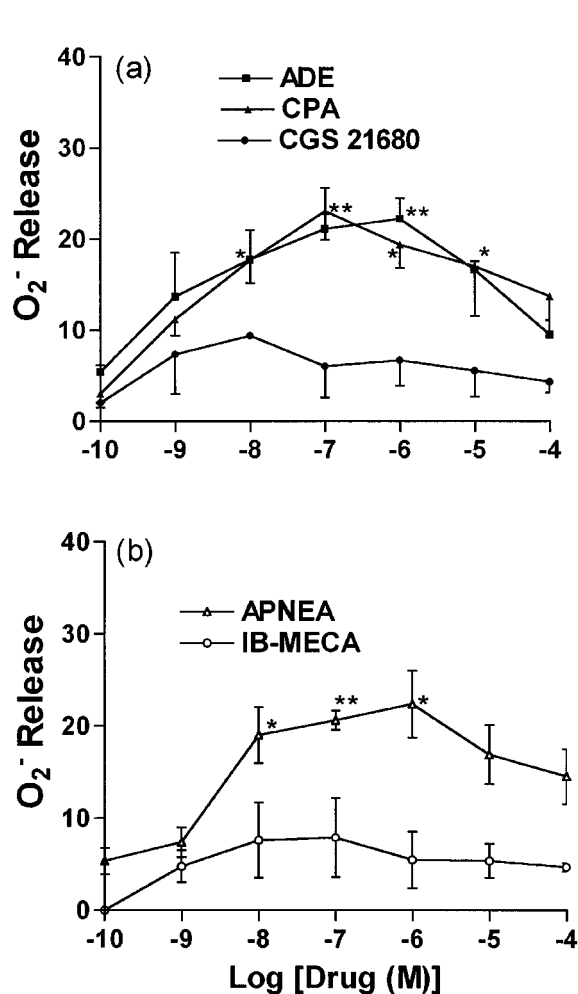 (a)
ADE
CPA
CGS 21680
O2- Release
40
30
20
10
0
* ** ** * *
-10 -9 -8 -7 -6 -5 -4
(b)
APNEA
IB-MECA
O2- Release
40
30
20
10
0
* ** *
-10 -9 -8 -7 -6 -5 -4
Log [Drug (M)]